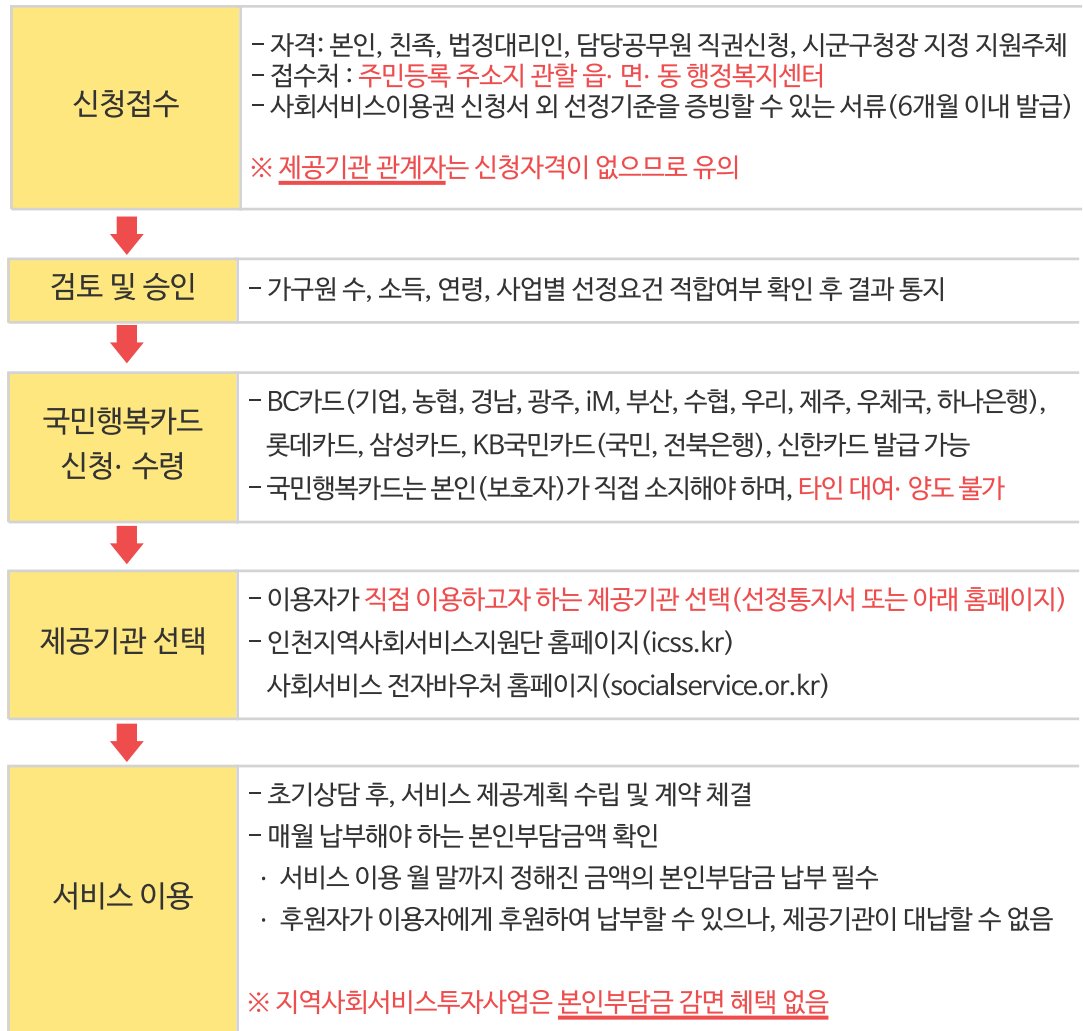 신청접수
- 자격: 본인, 친족, 법정대리인, 담당공무원 직권신청, 시군구청장 지정 지원주체
- 접수처 : 주민등록 주소지 관할 읍· 면· 동 행정복지센터
- 사회서비스이용권 신청서 외 선정기준을 증빙할 수 있는 서류(6개월 이내 발급)
※ 제공기관 관계자는 신청자격이 없으므로 유의
검토 및 승인
- 가구원 수, 소득, 연령, 사업별 선정요건 적합여부 확인 후 결과 통지
국민행복카드
신청· 수령
- BC카드(기업, 농협, 경남, 광주, iM, 부산, 수협, 우리, 제주, 우체국, 하나은행),
롯데카드, 삼성카드, KB국민카드(국민, 전북은행), 신한카드 발급 가능
- 국민행복카드는 본인(보호자)가 직접 소지해야 하며, 타인 대여· 양도 불가
제공기관 선택
- 이용자가 직접 이용하고자 하는 제공기관 선택(선정통지서 또는 아래 홈페이지)
- 인천지역사회서비스지원단 홈페이지(icss.kr)
사회서비스 전자바우처 홈페이지(socialservice.or.kr)
서비스 이용
- 초기상담 후, 서비스 제공계획 수립 및 계약 체결
- 매월 납부해야 하는 본인부담금액 확인
· 서비스 이용 월 말까지 정해진 금액의 본인부담금 납부 필수
· 후원자가 이용자에게 후원하여 납부할 수 있으나, 제공기관이 대납할 수 없음
※ 지역사회서비스투자사업은 본인부담금 감면 혜택 없음